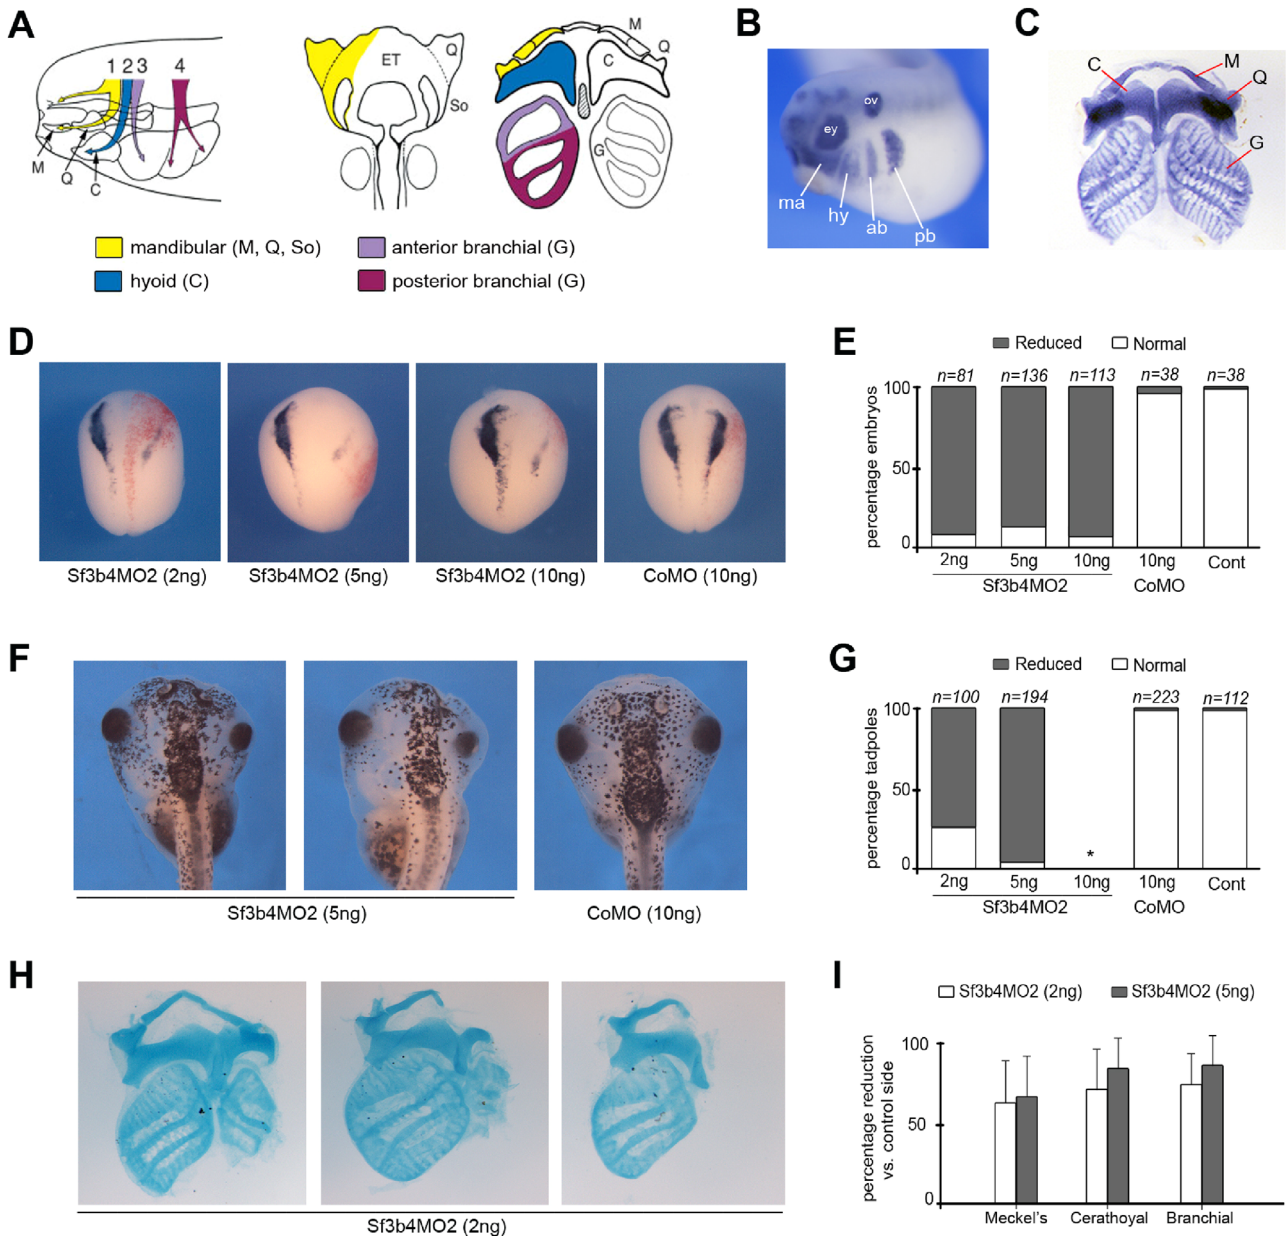 A
1 2 3 4
M
Q
C
ET
Q
So
M
Q
C
G
mandibular (M, Q, So)
anterior branchial (G)
hyoid (C)
posterior branchial (G)
B
ov
ey
ma
hy
ab
pb
C
C
M
Q
G
D
Sf3b4MO2 (2ng)
Sf3b4MO2 (5ng)
Sf3b4MO2 (10ng)
CoMO (10ng)
E
Reduced
Normal
n=81 n=136 n=113 n=38 n=38
100
50
0
percentage embryos
2ng 5ng 10ng 10ng Cont
Sf3b4MO2 CoMO
F
Sf3b4MO2 (5ng)
CoMO (10ng)
G
Reduced
Normal
n=100 n=194 n=223 n=112
100
50
0
percentage tadpoles
*
2ng 5ng 10ng 10ng Cont
Sf3b4MO2 CoMO
H
Sf3b4MO2 (2ng)
I
Sf3b4MO2 (2ng)
Sf3b4MO2 (5ng)
100
50
0
percentage reduction
vs. control side
Meckel's Cerathoyal Branchial